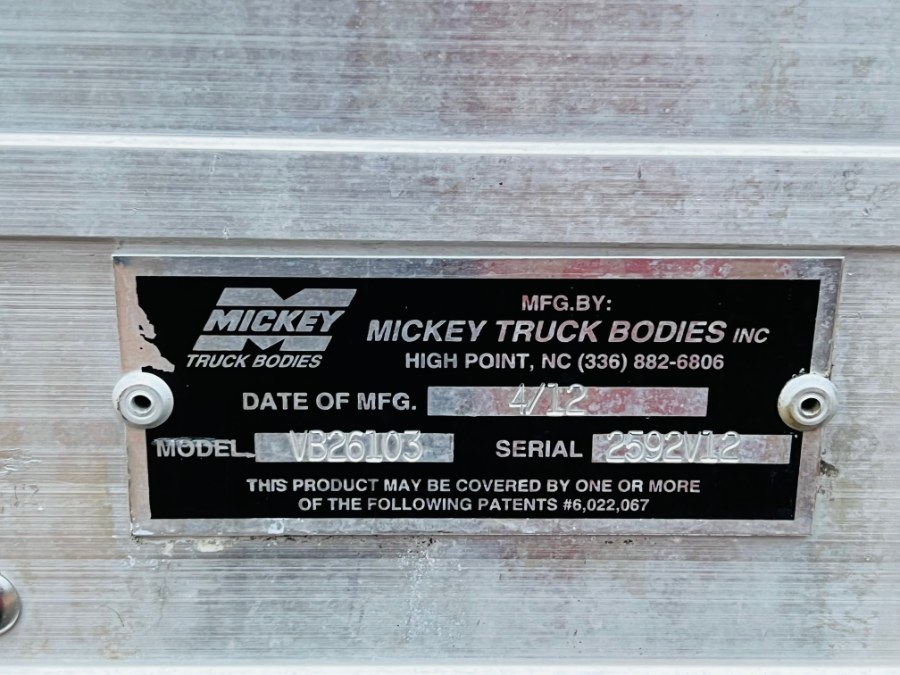 MICKEY
TRUCK BODIES
MFG.BY:
MICKEY TRUCK BODIES INC
HIGH POINT, NC (336) 882-6806
DATE OF MFG. 4/12
MODEL VB26103 SERIAL 2592V12
THIS PRODUCT MAY BE COVERED BY ONE OR MORE
OF THE FOLLOWING PATENTS #6,022,067